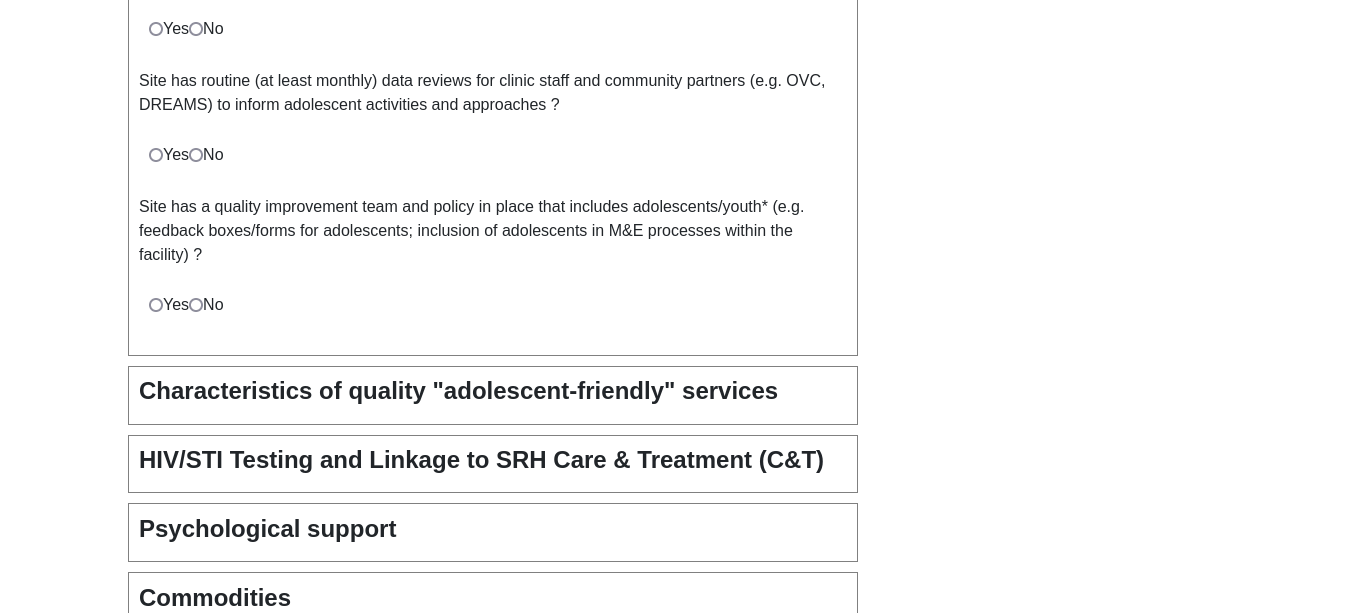 Yes No
Site has routine (at least monthly) data reviews for clinic staff and community partners (e.g. OVC,
DREAMS) to inform adolescent activities and approaches ?
Yes No
Site has a quality improvement team and policy in place that includes adolescents/youth* (e.g.
feedback boxes/forms for adolescents; inclusion of adolescents in M&E processes within the
facility) ?
Yes No
Characteristics of quality "adolescent-friendly" services
HIV/STI Testing and Linkage to SRH Care & Treatment (C&T)
Psychological support
Commodities